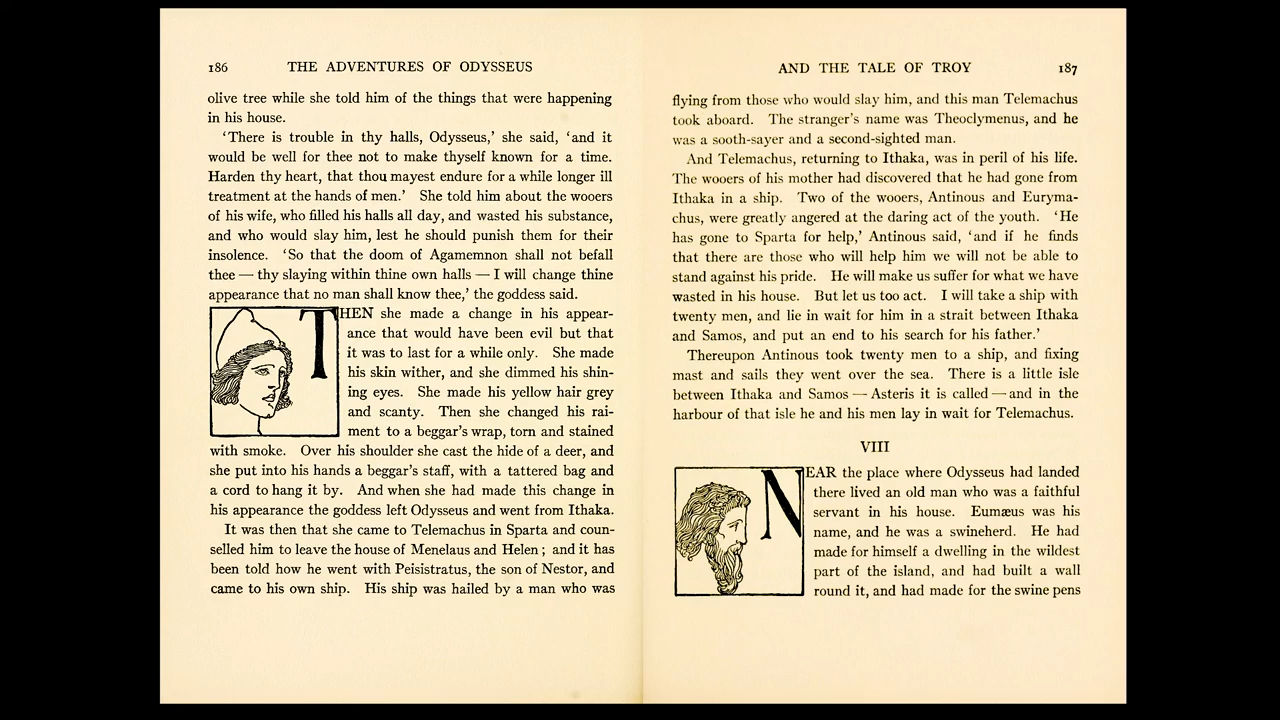 186 THE ADVENTURES OF ODYSSEUS
olive tree while she told him of the things that were happening
in his house.
‘There is trouble in thy halls, Odysseus,’ she said, ‘and it
would be well for thee not to make thyself known for a time.
Harden thy heart, that thou mayest endure for a while longer ill
treatment at the hands of men.’ She told him about the wooers
of his wife, who filled his halls all day, and wasted his substance,
and who would slay him, lest he should punish them for their
insolence. ‘So that the doom of Agamemnon shall not befall
thee — thy slaying within thine own halls — I will change thine
appearance that no man shall know thee,’ the goddess said.
THEN she made a change in his appear-
ance that would have been evil but that
it was to last for a while only. She made
his skin wither, and she dimmed his shin-
ing eyes. She made his yellow hair grey
and scanty. Then she changed his rai-
ment to a beggar’s wrap, torn and stained
with smoke. Over his shoulder she cast the hide of a deer, and
she put into his hands a beggar’s staff, with a tattered bag and
a cord to hang it by. And when she had made this change in
his appearance the goddess left Odysseus and went from Ithaka.
It was then that she came to Telemachus in Sparta and coun-
selled him to leave the house of Menelaus and Helen ; and it has
been told how he went with Peisistratus, the son of Nestor, and
came to his own ship. His ship was hailed by a man who was
AND THE TALE OF TROY 187
flying from those who would slay him, and this man Telemachus
took aboard. The stranger’s name was Theoclymenus, and he
was a sooth-sayer and a second-sighted man.
And Telemachus, returning to Ithaka, was in peril of his life.
The wooers of his mother had discovered that he had gone from
Ithaka in a ship. Two of the wooers, Antinous and Euryma-
chus, were greatly angered at the daring act of the youth. ‘He
has gone to Sparta for help,’ Antinous said, ‘and if he finds
that there are those who will help him we will not be able to
stand against his pride. He will make us suffer for what we have
wasted in his house. But let us too act. I will take a ship with
twenty men, and lie in wait for him in a strait between Ithaka
and Samos, and put an end to his search for his father.’
Thereupon Antinous took twenty men to a ship, and fixing
mast and sails they went over the sea. There is a little isle
between Ithaka and Samos — Asteris it is called — and in the
harbour of that isle he and his men lay in wait for Telemachus.
VIII
NEAR the place where Odysseus had landed
there lived an old man who was a faithful
servant in his house. Eumæus was his
name, and he was a swineherd. He had
made for himself a dwelling in the wildest
part of the island, and had built a wall
round it, and had made for the swine pens